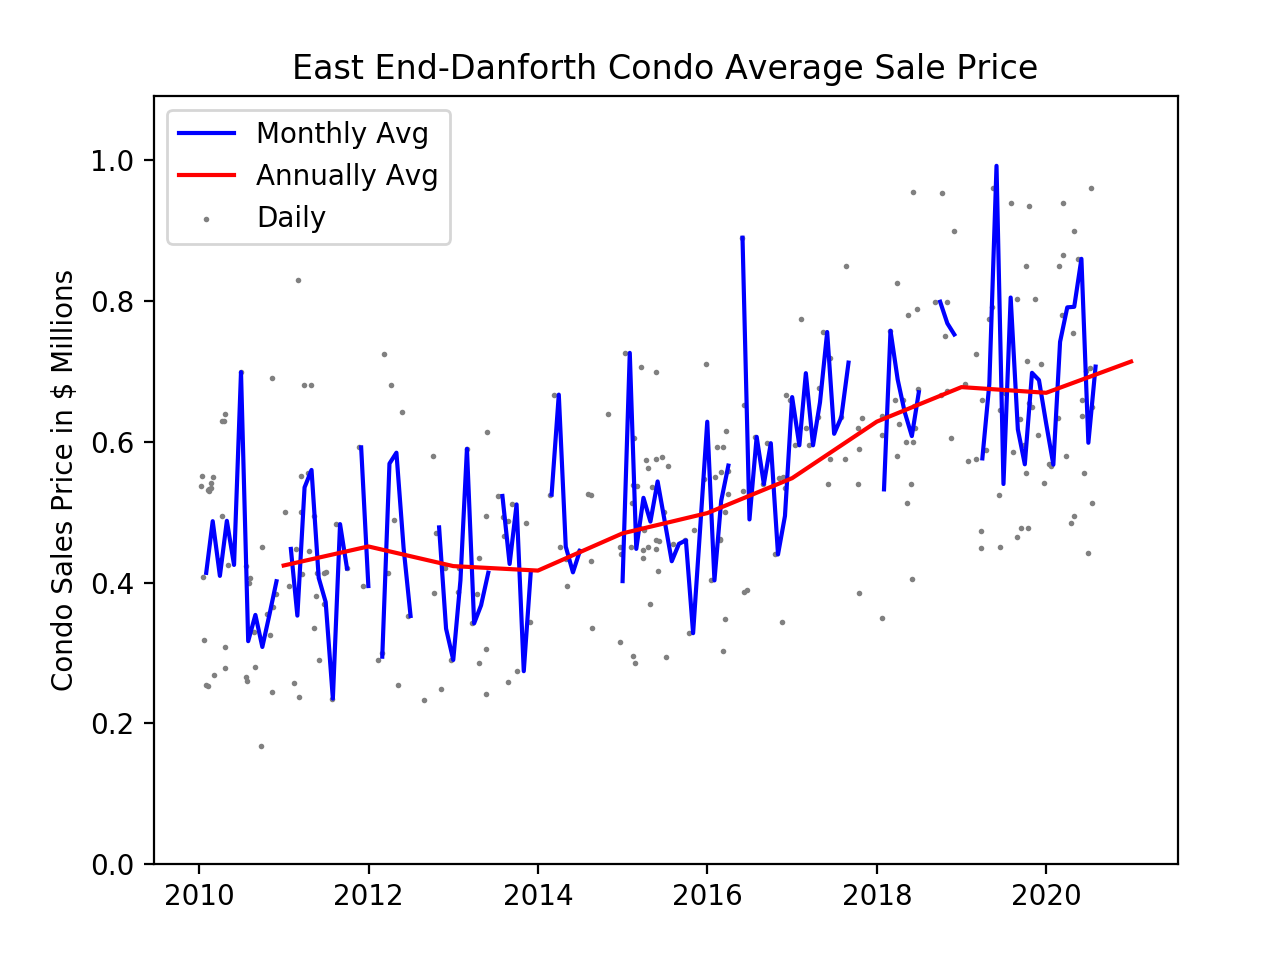 East End-Danforth Condo Average Sale Price
Monthly Avg
Annually Avg
Daily
Condo Sales Price in $ Millions
1.0
0.8
0.6
0.4
0.2
0.0
2010 2012 2014 2016 2018 2020